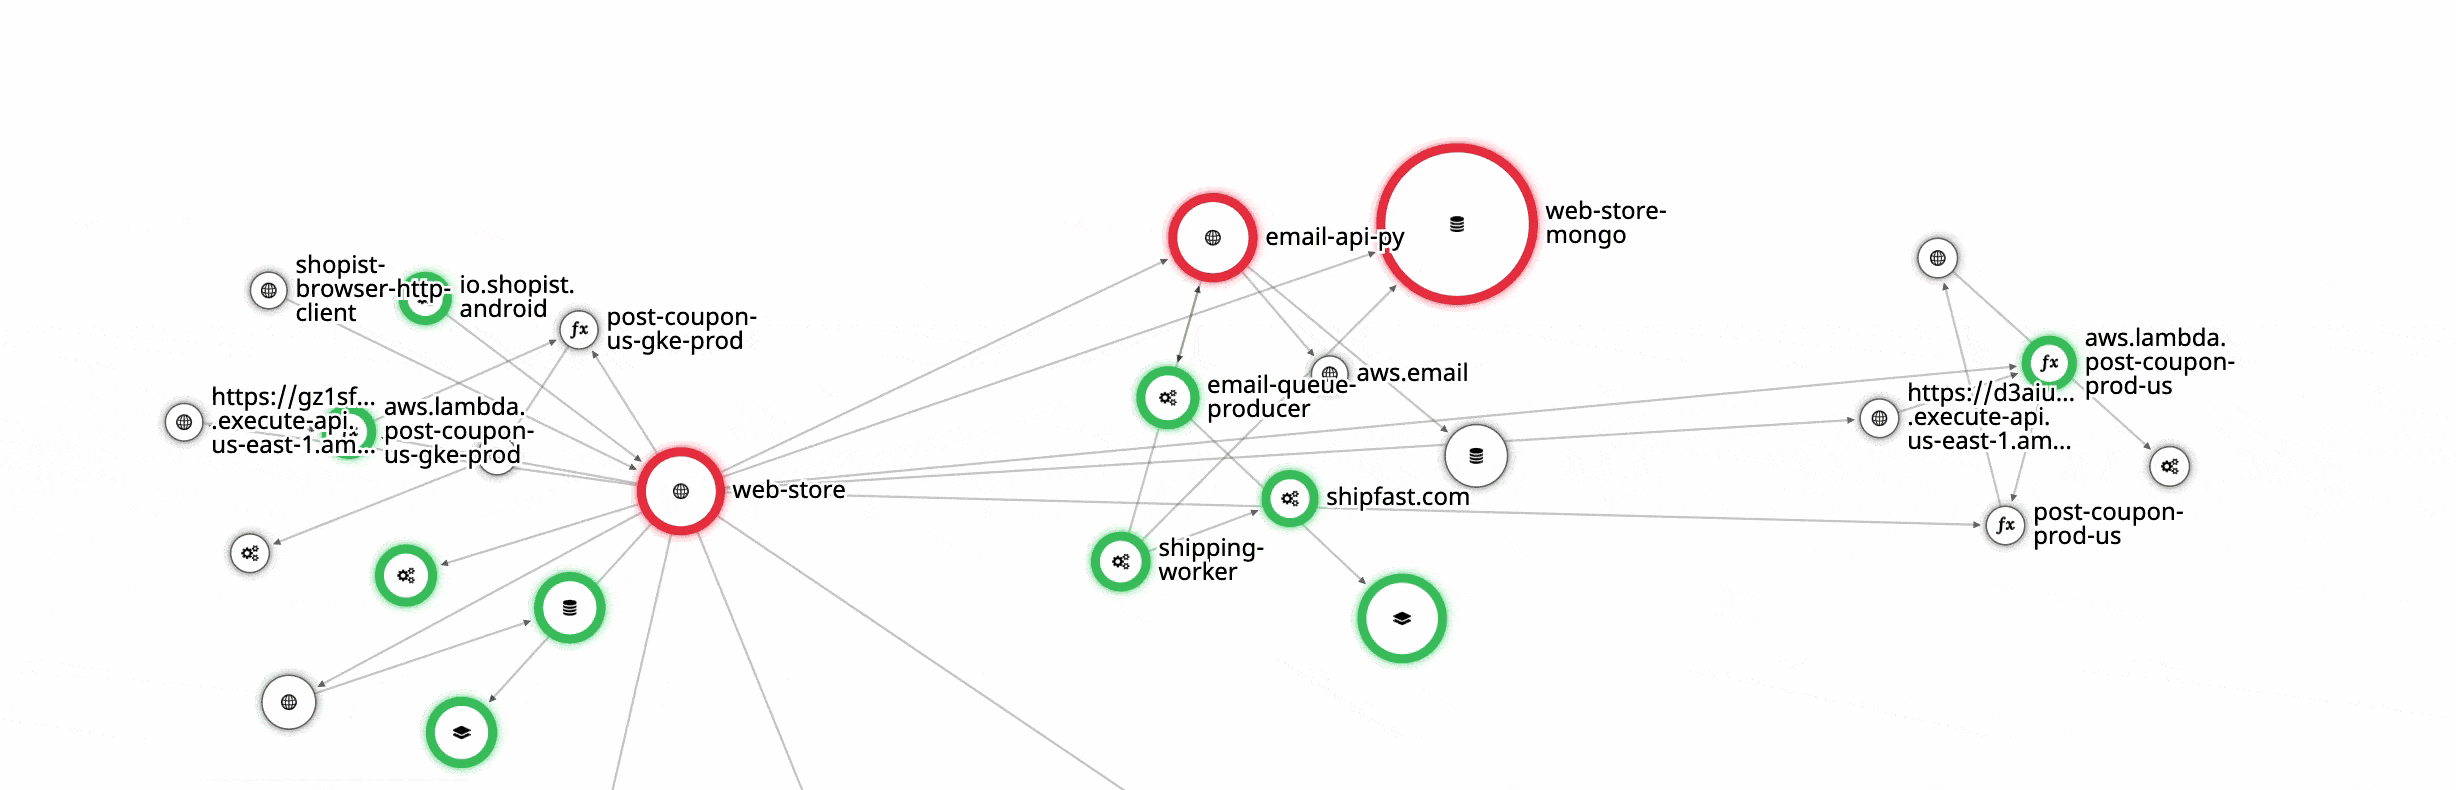 shopist-
browser-http-
client
io.shopist.
android
post-coupon-
us-gke-prod
https://gz1sf...
.execute-api.
us-east-1.am...
aws.lambda.
post-coupon-
us-gke-prod
web-store
email-api-py
web-store-
mongo
email-queue-
producer
aws.email
shipfast.com
shipping-
worker
aws.lambda.
post-coupon-
prod-us
https://d3aiu...
.execute-api.
us-east-1.am...
post-coupon-
prod-us
fx
fx
fx